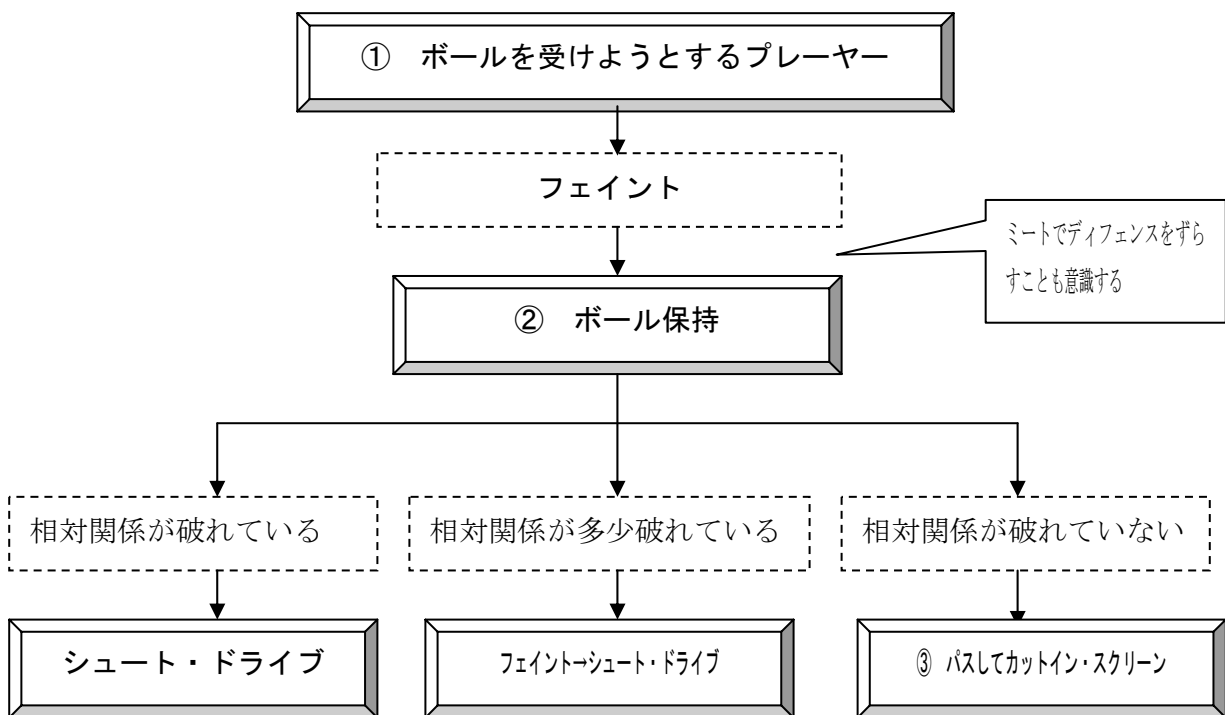 ① ボールを受けようとするプレーヤー
フェイント
ミートでディフェンスをずら
すことも意識する
② ボール保持
相対関係が破れている
相対関係が多少破れている
相対関係が破れていない
シュート・ドライブ
フェイント→シュート・ドライブ
③ パスしてカットイン・スクリーン